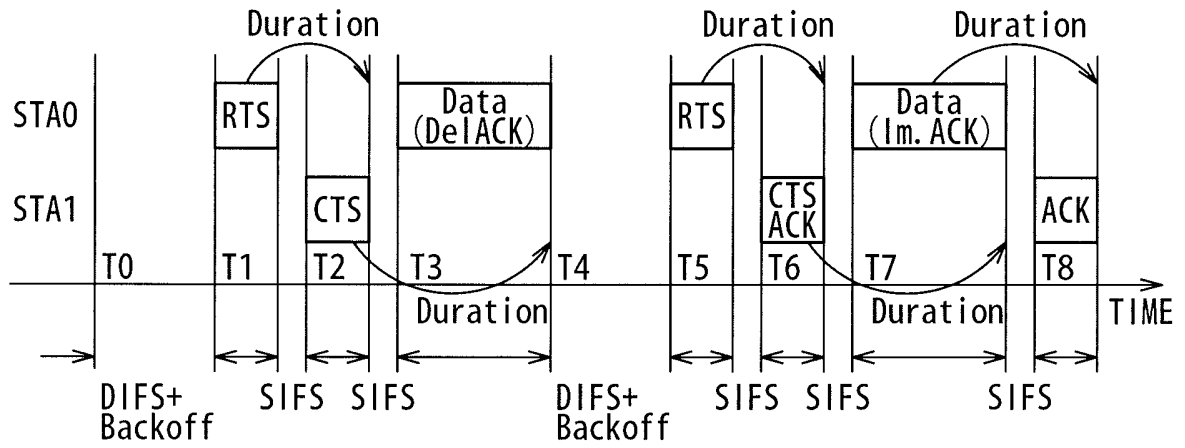 Duration Duration Duration
STA0 RTS Data (DelACK) RTS Data (Im. ACK)
STA1 CTS CTS ACK ACK
T0 T1 T2 T3 T4 T5 T6 T7 T8
Duration Duration TIME
DIFS+ Backoff SIFS SIFS DIFS+ Backoff SIFS SIFS SIFS